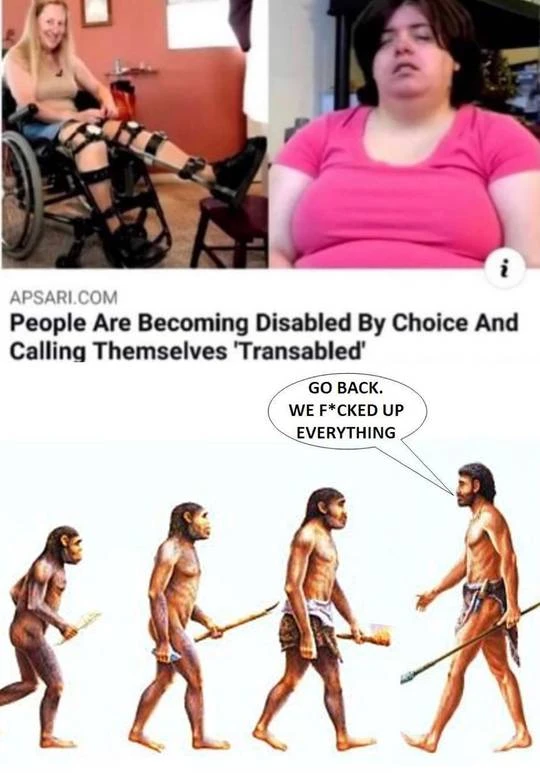 i
APSARI.COM
People Are Becoming Disabled By Choice And
Calling Themselves 'Transabled'
GO BACK.
WE F*CKED UP
EVERYTHING